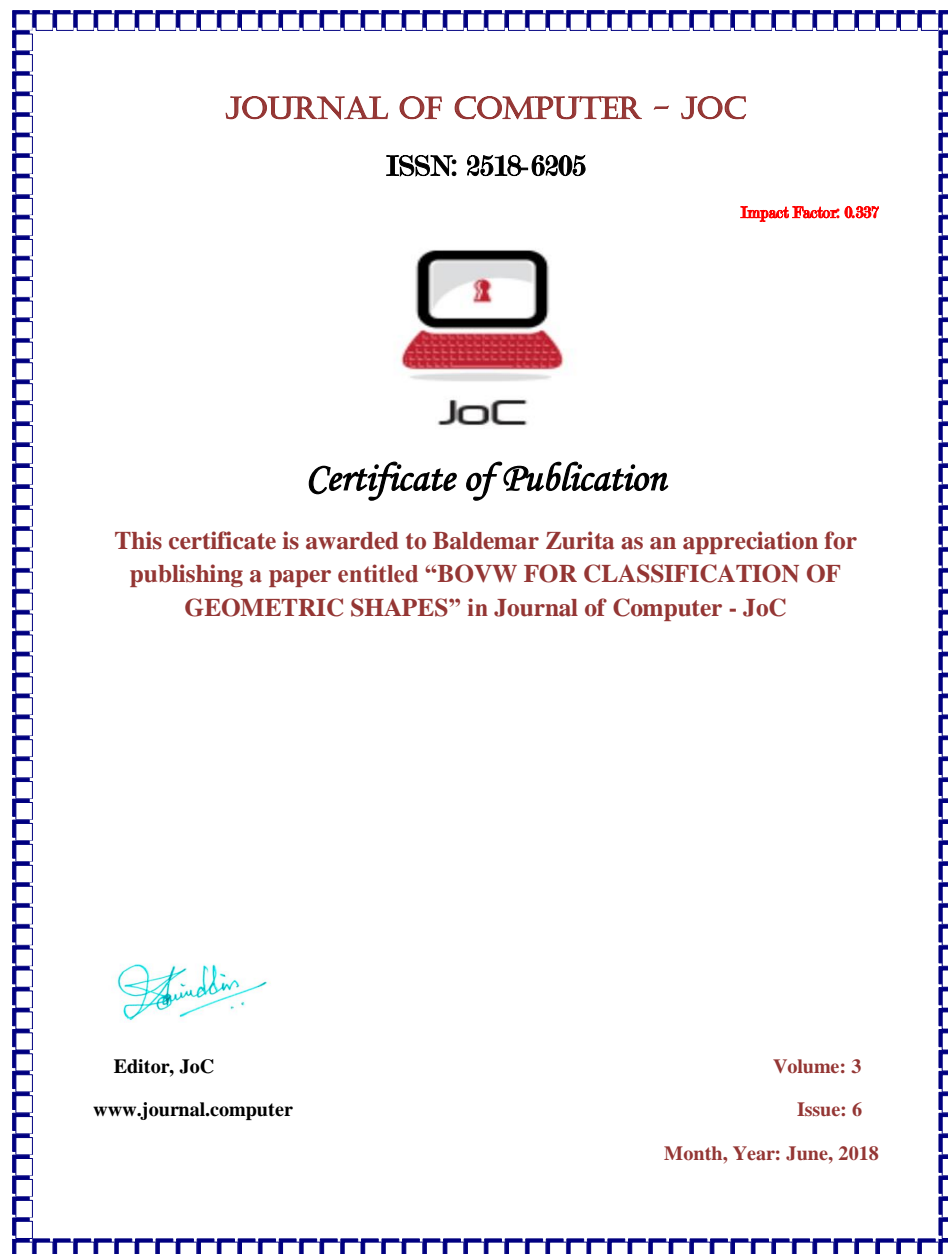 JOURNAL OF COMPUTER – JOC
ISSN: 2518-6205
Impact Factor: 0.337
JoC
Certificate of Publication
This certificate is awarded to Baldemar Zurita as an appreciation for
publishing a paper entitled “BOVW FOR CLASSIFICATION OF
GEOMETRIC SHAPES” in Journal of Computer - JoC
Editor, JoC
Volume: 3
www.journal.computer
Issue: 6
Month, Year: June, 2018